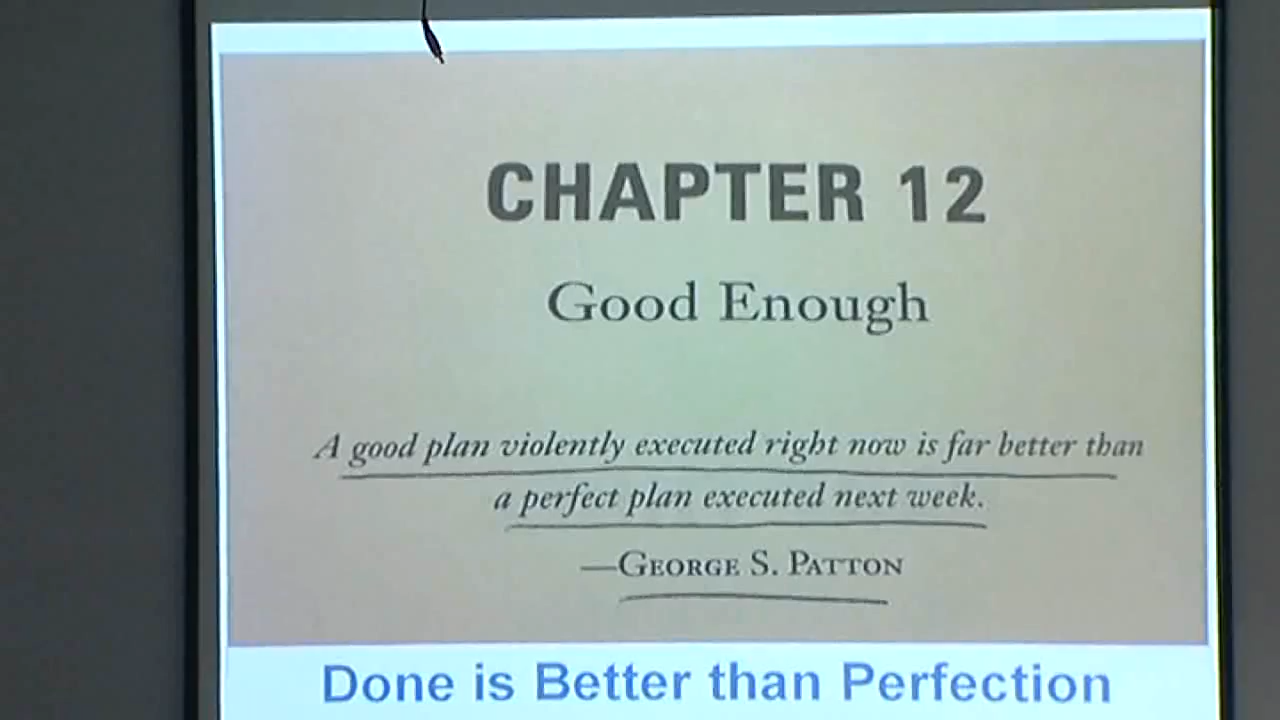 CHAPTER 12
Good Enough
A good plan violently executed right now is far better than
a perfect plan executed next week.
—GEORGE S. PATTON
Done is Better than Perfection